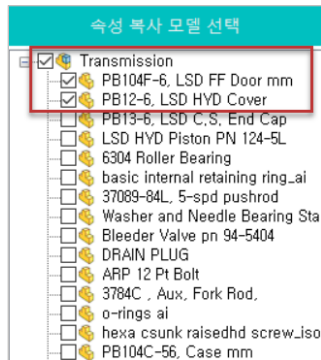 속성 복사 모델 선택
Transmission
PB104F-6, LSD FF Door mm
PB12-6, LSD HYD Cover
PB13-6, LSD C,S, End Cap
LSD HYD Piston PN 124-5L
6304 Roller Bearing
basic internal retaining ring_ai
37089-84L, 5-spd pushrod
Washer and Needle Bearing Sta
Bleeder Valve pn 94-5404
DRAIN PLUG
ARP 12 Pt Bolt
3784C , Aux, Fork Rod,
o-rings ai
hexa csunk raisedhd screw_iso
PB104C-56, Case mm